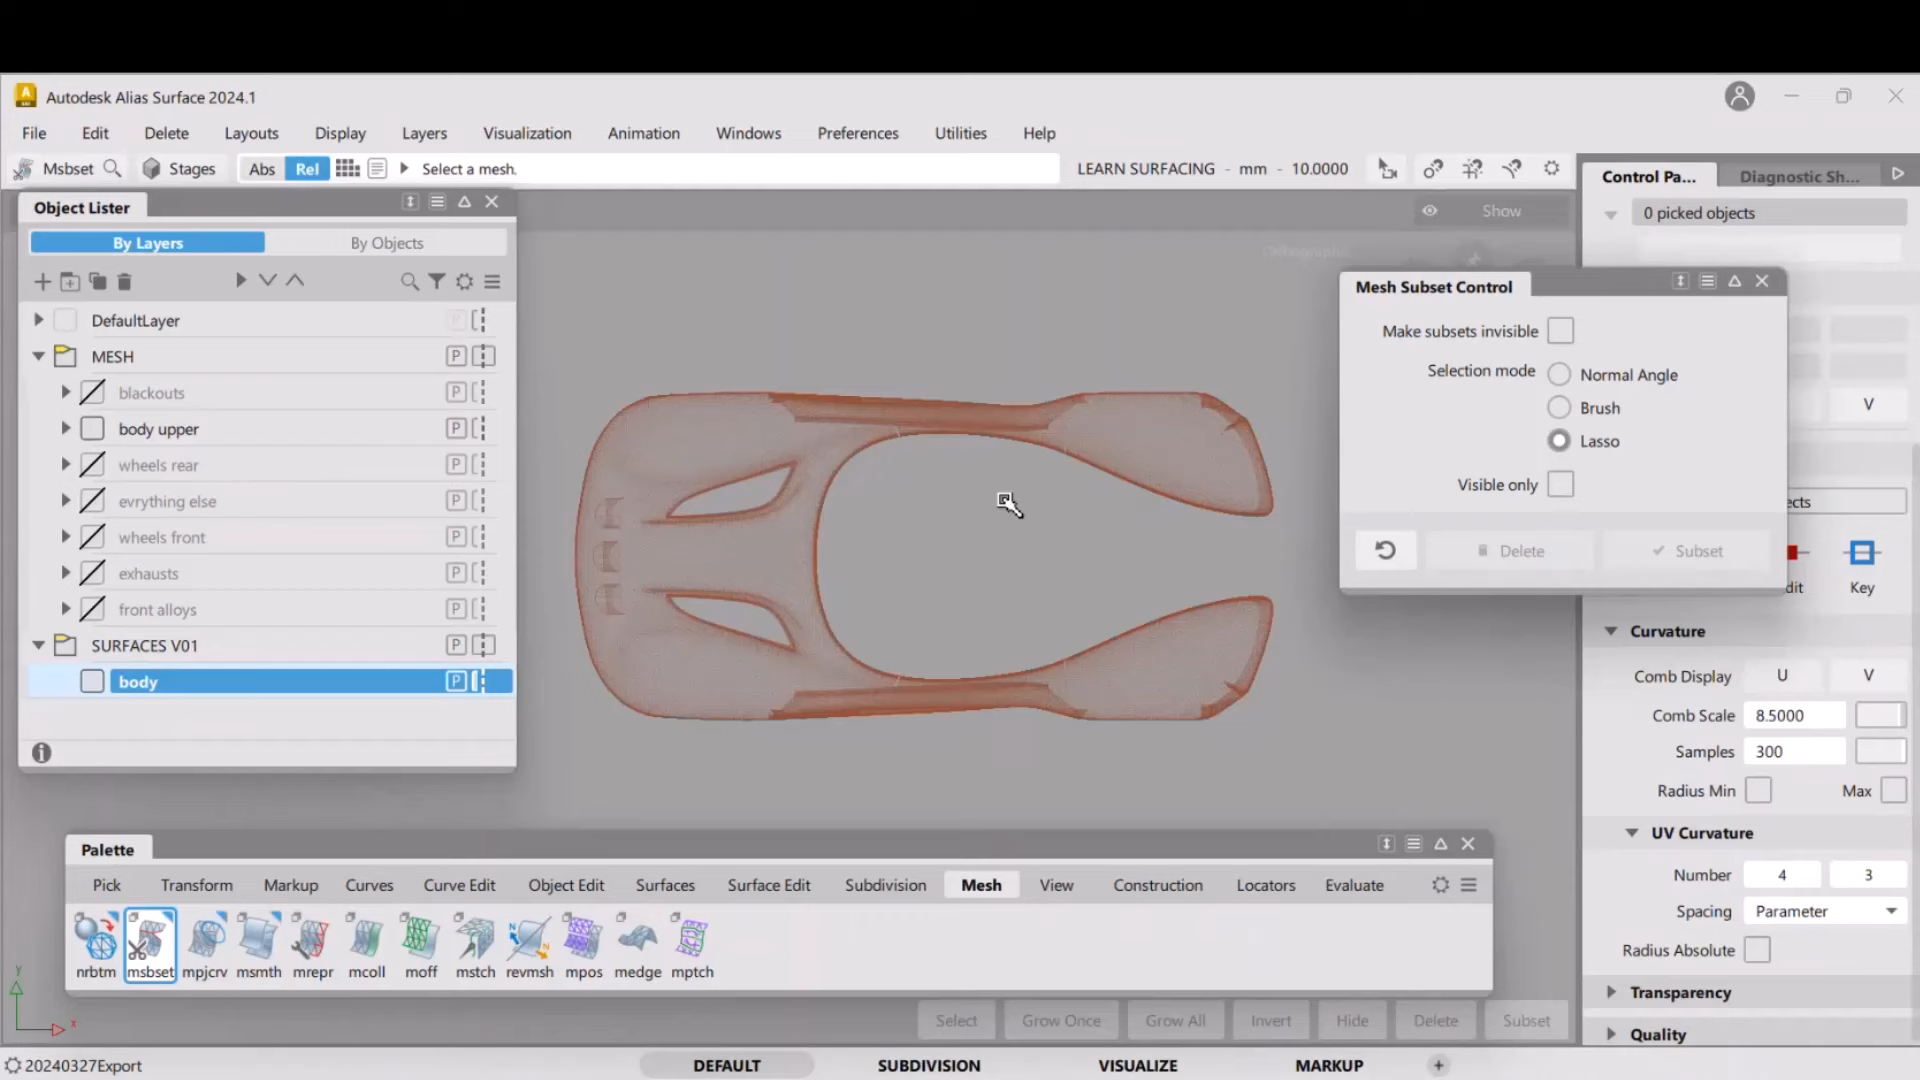 Autodesk Alias Surface 2024.1
File Edit Delete Layouts Display Layers Visualization Animation Windows Preferences Utilities Help
Msbset Stages Abs Rel Select a mesh. LEARN SURFACING - mm - 10.0000
Control Pa... Diagnostic Sh...
Object Lister
Show
0 picked objects
By Layers By Objects
DefaultLayer
MESH
blackouts
body upper
wheels rear
evrything else
wheels front
exhausts
front alloys
SURFACES V01
body
Mesh Subset Control
Make subsets invisible
Selection mode Normal Angle
Brush
Lasso
Visible only
Delete Subset
V
ects
dit Key
Curvature
Comb Display U V
Comb Scale 8.5000
Samples 300
Radius Min Max
UV Curvature
Number 4 3
Spacing Parameter
Radius Absolute
Transparency
Quality
Palette
Pick Transform Markup Curves Curve Edit Object Edit Surfaces Surface Edit Subdivision Mesh View Construction Locators Evaluate
nrbtm msbset mpjcrv msmth mrepr mcoll moff mstch revmsh mpos medge mptch
Select Grow Once Grow All Invert Hide Delete Subset
y
x
20240327Export DEFAULT SUBDIVISION VISUALIZE MARKUP +